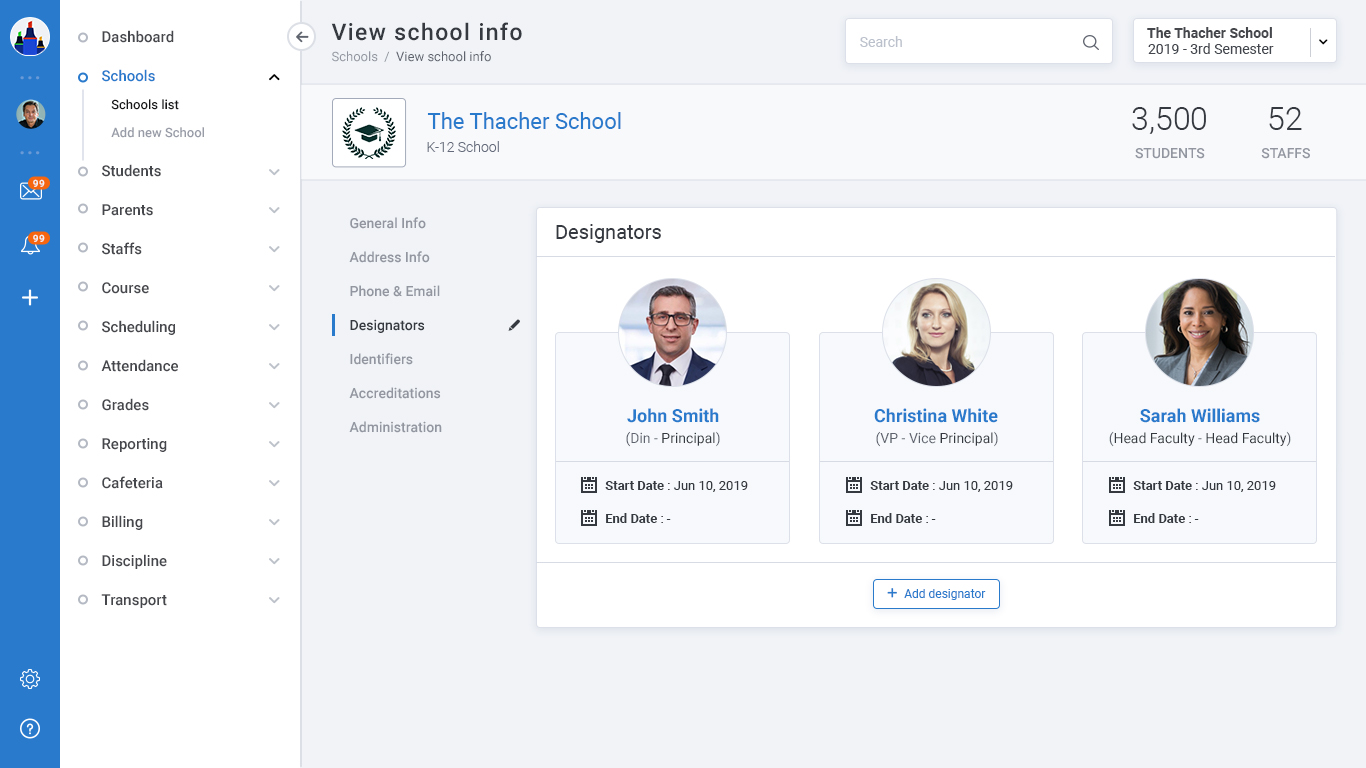 99
99
Dashboard
Schools
Schools list
Add new School
Students
Parents
Staffs
Course
Scheduling
Attendance
Grades
Reporting
Cafeteria
Billing
Discipline
Transport
View school info
Schools / View school info
Search
The Thacher School
2019 - 3rd Semester
The Thacher School
K-12 School
3,500
STUDENTS
52
STAFFS
General Info
Address Info
Phone & Email
Designators
Identifiers
Accreditations
Administration
Designators
John Smith
(Din - Principal)
Start Date : Jun 10, 2019
End Date : -
Christina White
(VP - Vice Principal)
Start Date : Jun 10, 2019
End Date : -
Sarah Williams
(Head Faculty - Head Faculty)
Start Date : Jun 10, 2019
End Date : -
+ Add designator